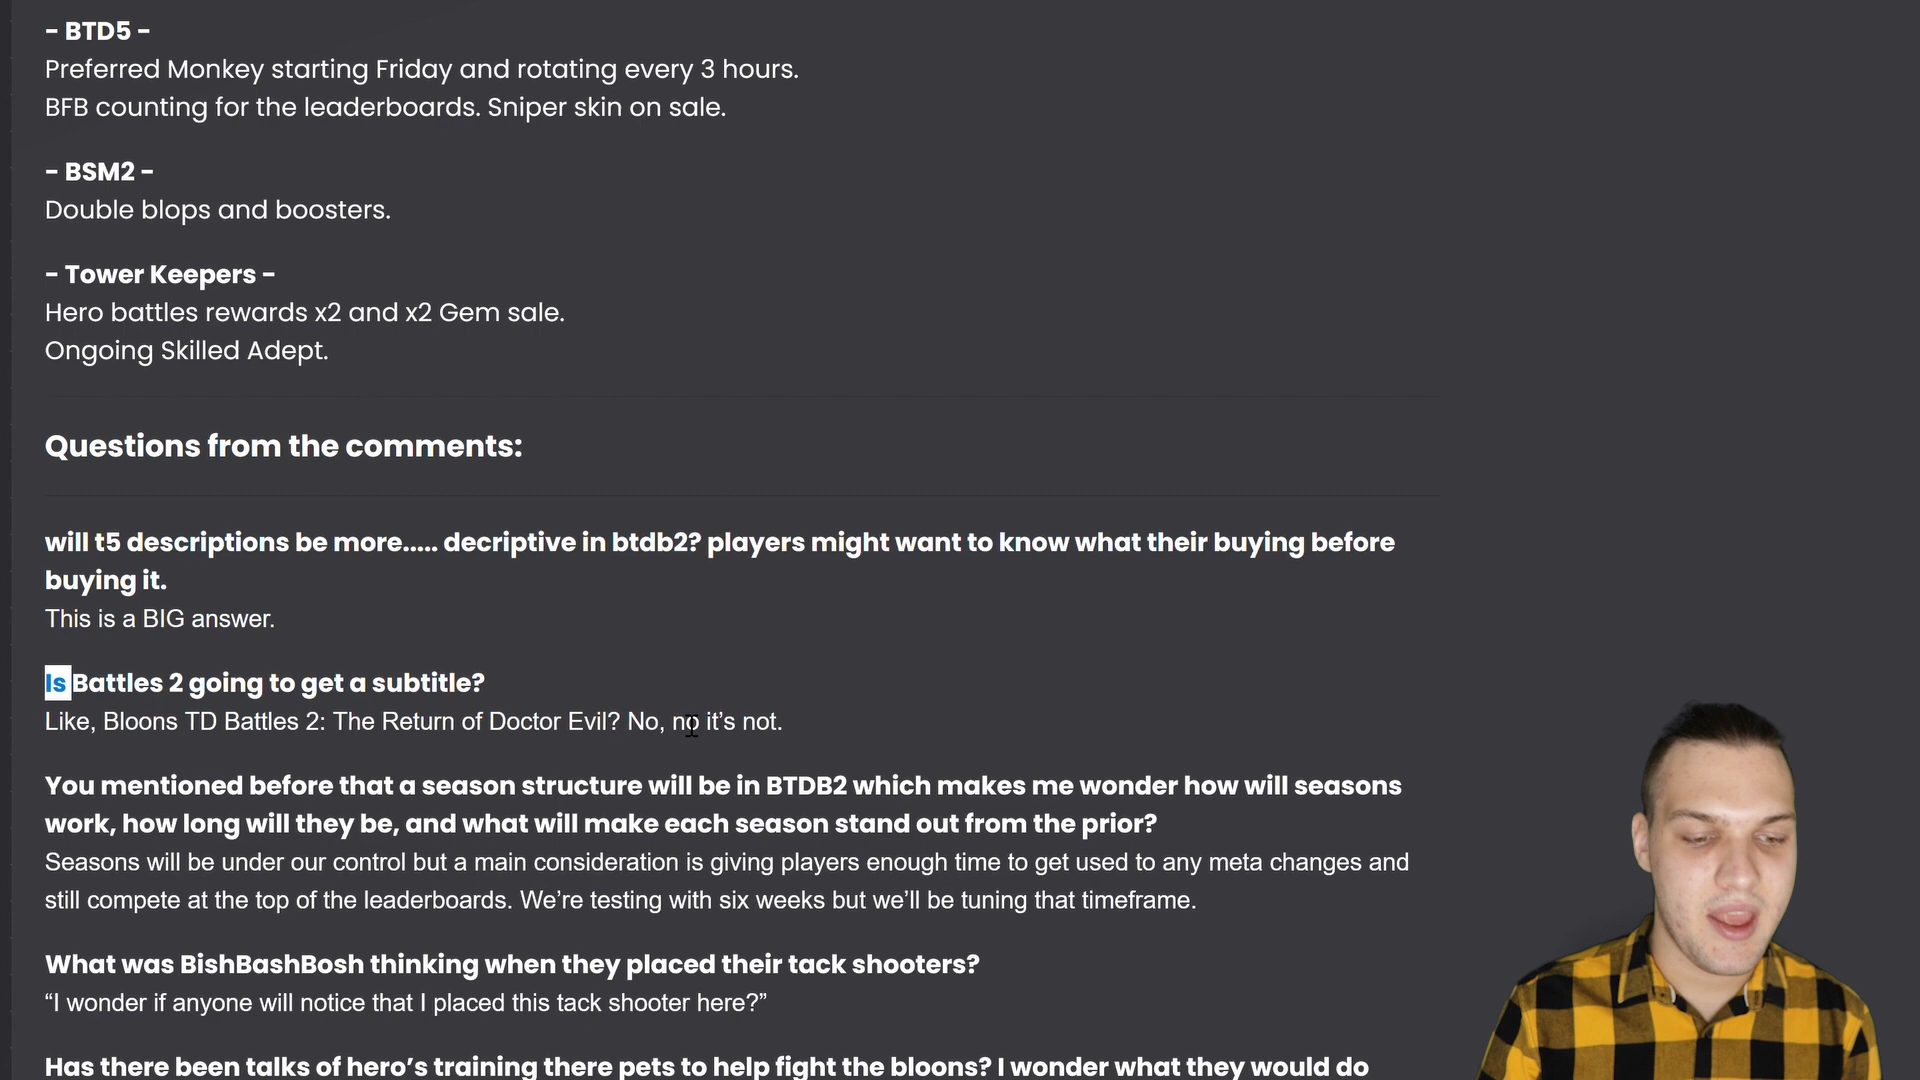 - BTD5 -
Preferred Monkey starting Friday and rotating every 3 hours.
BFB counting for the leaderboards. Sniper skin on sale.
- BSM2 -
Double blops and boosters.
- Tower Keepers -
Hero battles rewards x2 and x2 Gem sale.
Ongoing Skilled Adept.
Questions from the comments:
will t5 descriptions be more..... decriptive in btdb2? players might want to know what their buying before
buying it.
This is a BIG answer.
Is Battles 2 going to get a subtitle?
Like, Bloons TD Battles 2: The Return of Doctor Evil? No, no it’s not.
You mentioned before that a season structure will be in BTDB2 which makes me wonder how will seasons
work, how long will they be, and what will make each season stand out from the prior?
Seasons will be under our control but a main consideration is giving players enough time to get used to any meta changes and
still compete at the top of the leaderboards. We’re testing with six weeks but we’ll be tuning that timeframe.
What was BishBashBosh thinking when they placed their tack shooters?
“I wonder if anyone will notice that I placed this tack shooter here?”
Has there been talks of hero’s training there pets to help fight the bloons? I wonder what they would do